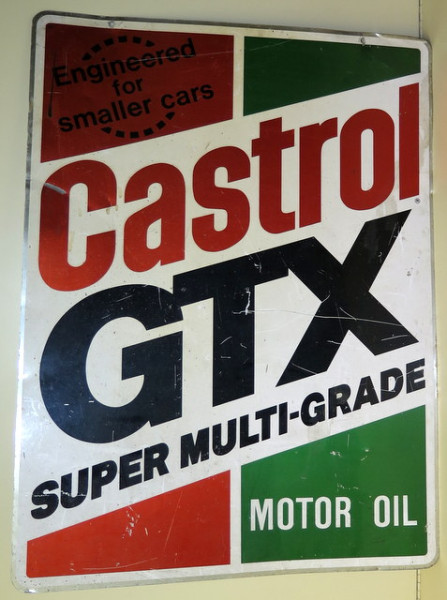 Engineered
for
smaller cars
Castrol
GTX
SUPER MULTI-GRADE
MOTOR OIL